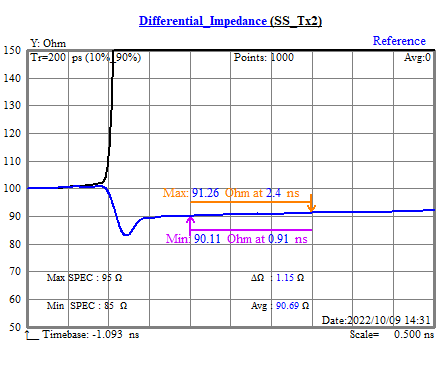 Differential_Impedance (SS_Tx2)
Y: Ohm
Reference
150
Tr=200 ps (10%_90%)
Points: 1000
Avg:0
140
130
120
110
100
Max: 91.26 Ohm at 2.4 ns
90
Min: 90.11 Ohm at 0.91 ns
80
70
Max SPEC : 95 Ω
ΔΩ : 1.15 Ω
60
Min SPEC : 85 Ω
Avg : 90.69 Ω
Date:2022/10/09 14:31
50
Timebase: -1.093 ns
Scale= 0.500 ns